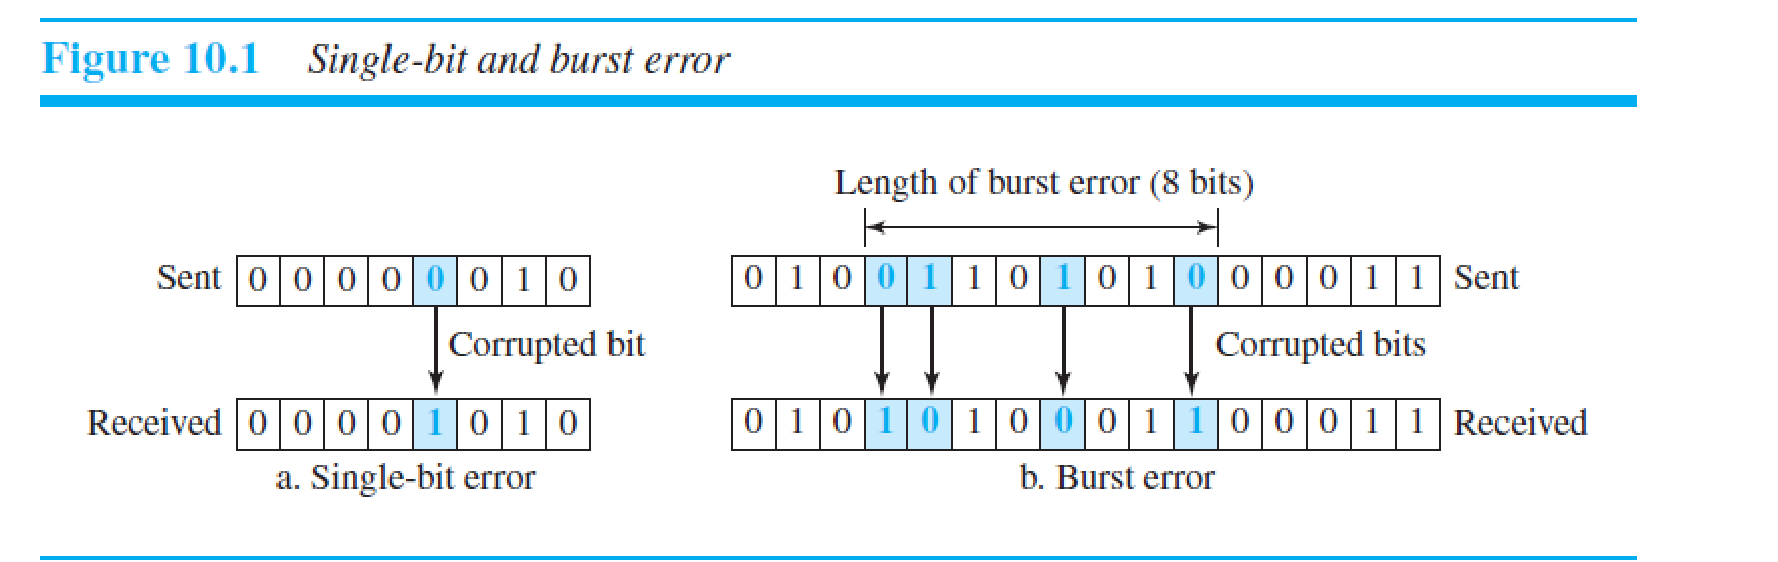 Figure 10.1 Single-bit and burst error
Length of burst error (8 bits)
Sent 0 0 0 0 0 0 1 0
0 1 0 0 1 1 0 1 0 1 0 0 0 0 1 1 Sent
Corrupted bit
Corrupted bits
Received 0 0 0 0 1 0 1 0
0 1 0 1 0 1 0 0 0 1 1 0 0 0 1 1 Received
a. Single-bit error
b. Burst error